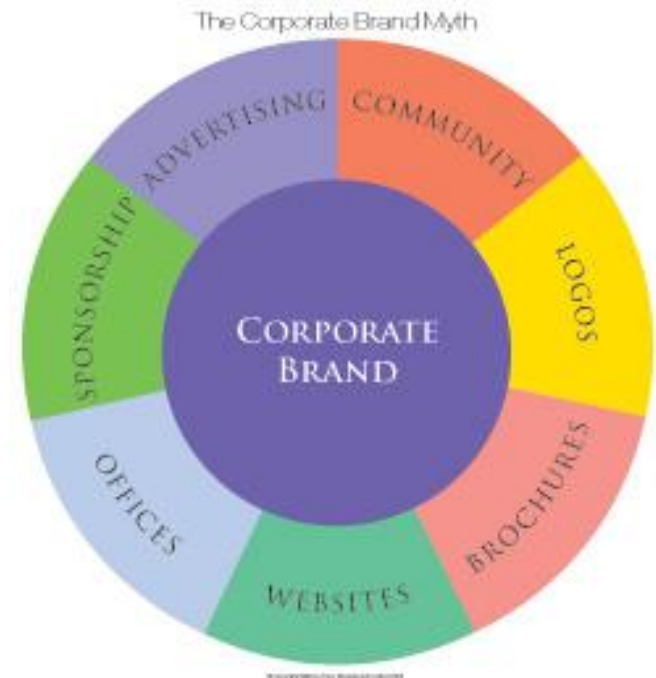 The Corporate Brand Myth
COMMUNITY
LOGOS
BROCHURES
WEBSITES
OFFICES
SPONSORSHIP
ADVERTISING
CORPORATE
BRAND